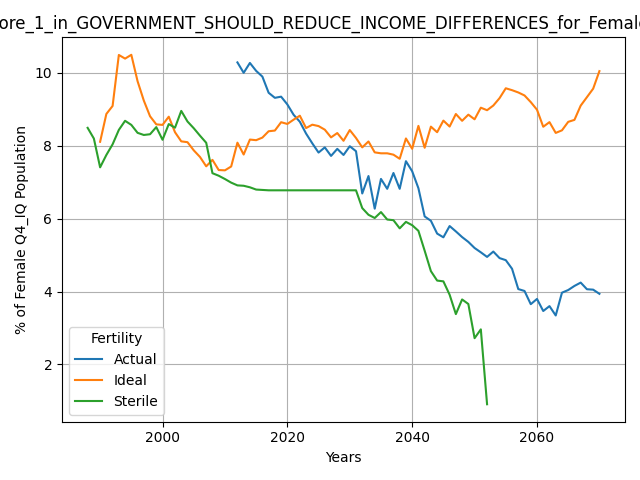 ore_1_in_GOVERNMENT_SHOULD_REDUCE_INCOME_DIFFERENCES_for_Female
% of Female Q4_IQ Population
10
8
6
4
2
Fertility
Actual
Ideal
Sterile
2000
2020
2040
2060
Years